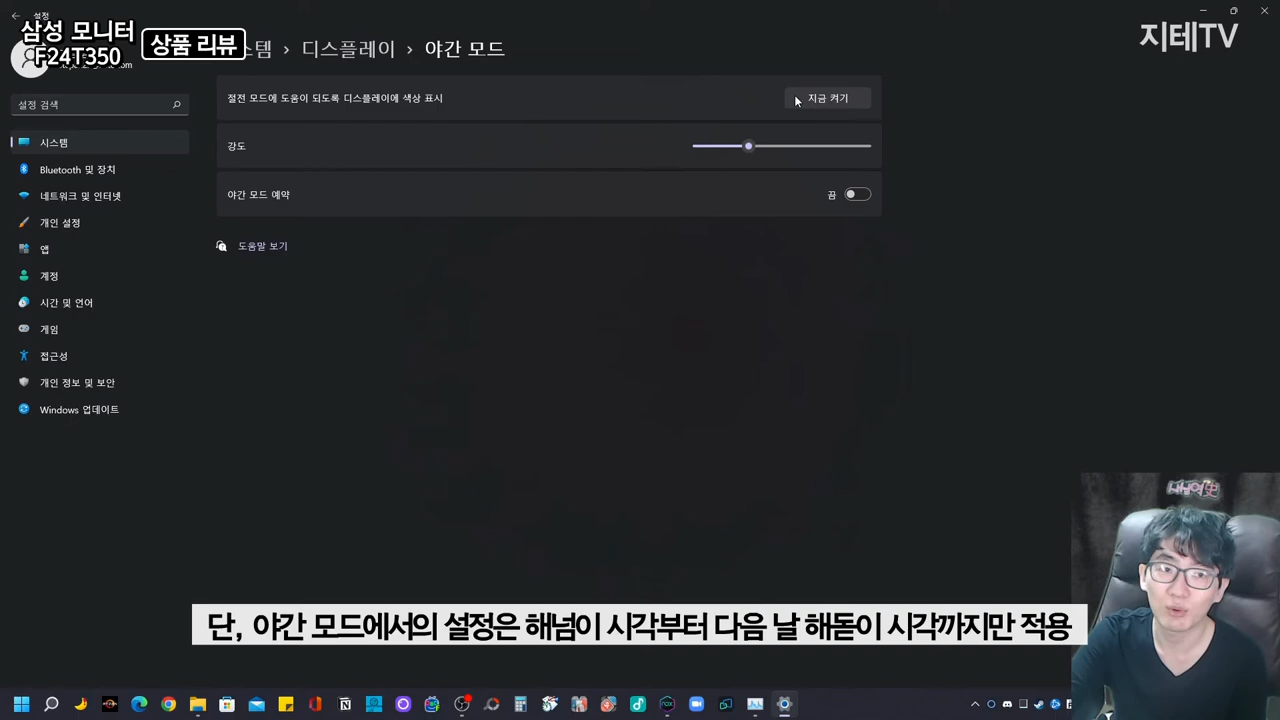 설정
삼성 모니터
F24T350
상품 리뷰
지테TV
디스플레이 › 야간 모드
설정 검색
시스템
Bluetooth 및 장치
네트워크 및 인터넷
개인 설정
앱
계정
시간 및 언어
게임
접근성
개인 정보 및 보안
Windows 업데이트
절전 모드에 도움이 되도록 디스플레이에 색상 표시
지금 켜기
강도
야간 모드 예약
끔
도움말 보기
단, 야간 모드에서의 설정은 해넘이 시각부터 다음 날 해돋이 시각까지만 적용